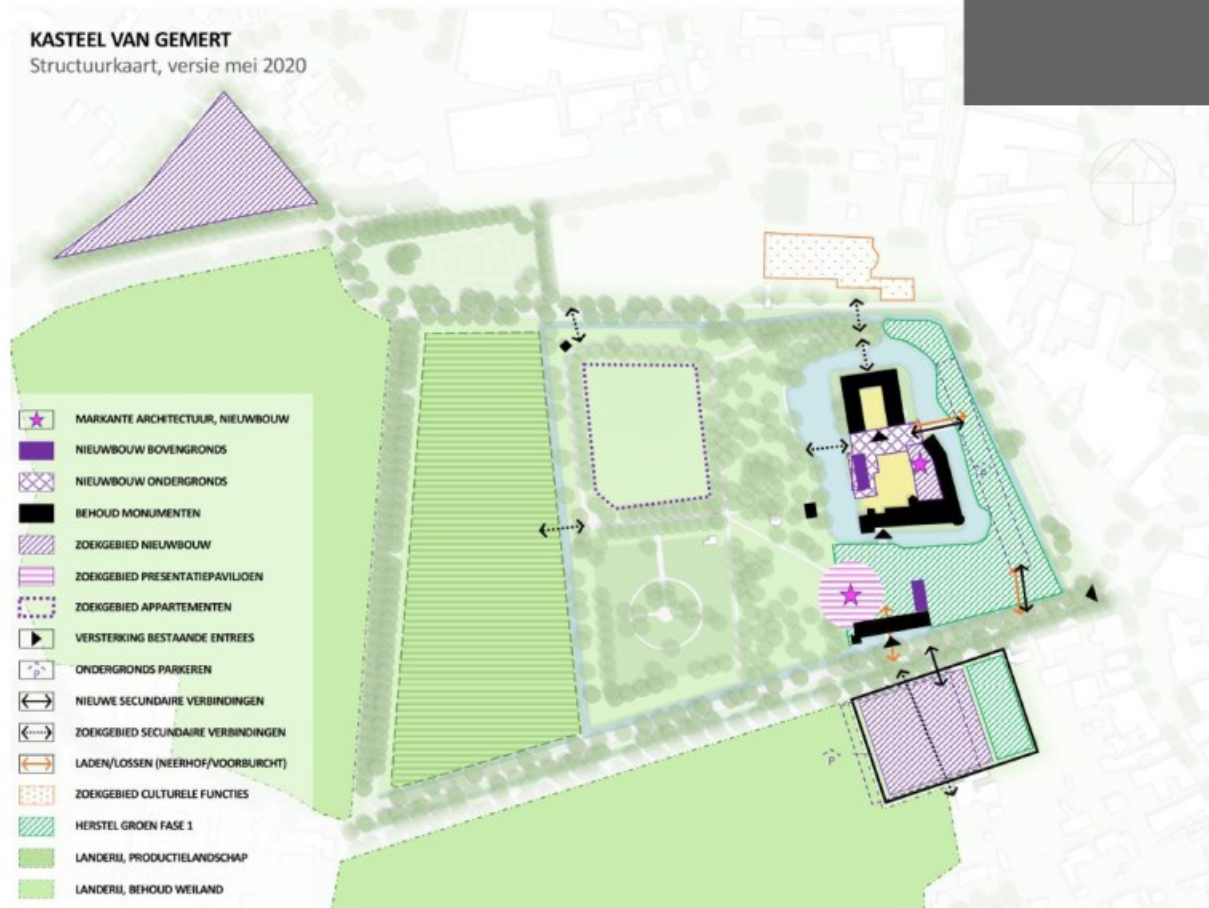 KASTEEL VAN GEMERT
Structuurkaart, versie mei 2020
MARKANTE ARCHITECTUUR, NIEUWBOUW
NIEUWBOUW BOVENGRONDS
NIEUWBOUW ONDERGRONDS
BEHOUD MONUMENTEN
ZOEKGEBIED NIEUWBOUW
ZOEKGEBIED PRESENTATIEPAVILJOEN
ZOEKGEBIED APPARTEMENTEN
VERSTERKING BESTAANDE ENTREES
P
ONDERGRONDS PARKEREN
NIEUWE SECUNDAIRE VERBINDINGEN
ZOEKGEBIED SECUNDAIRE VERBINDINGEN
LADEN/LOSSEN (NEERHOF/VOORBURCHT)
ZOEKGEBIED CULTURELE FUNCTIES
HERSTEL GROEN FASE 1
LANDERIJ, PRODUCTIELANDSCHAP
LANDERIJ, BEHOUD WEILAND
P
P